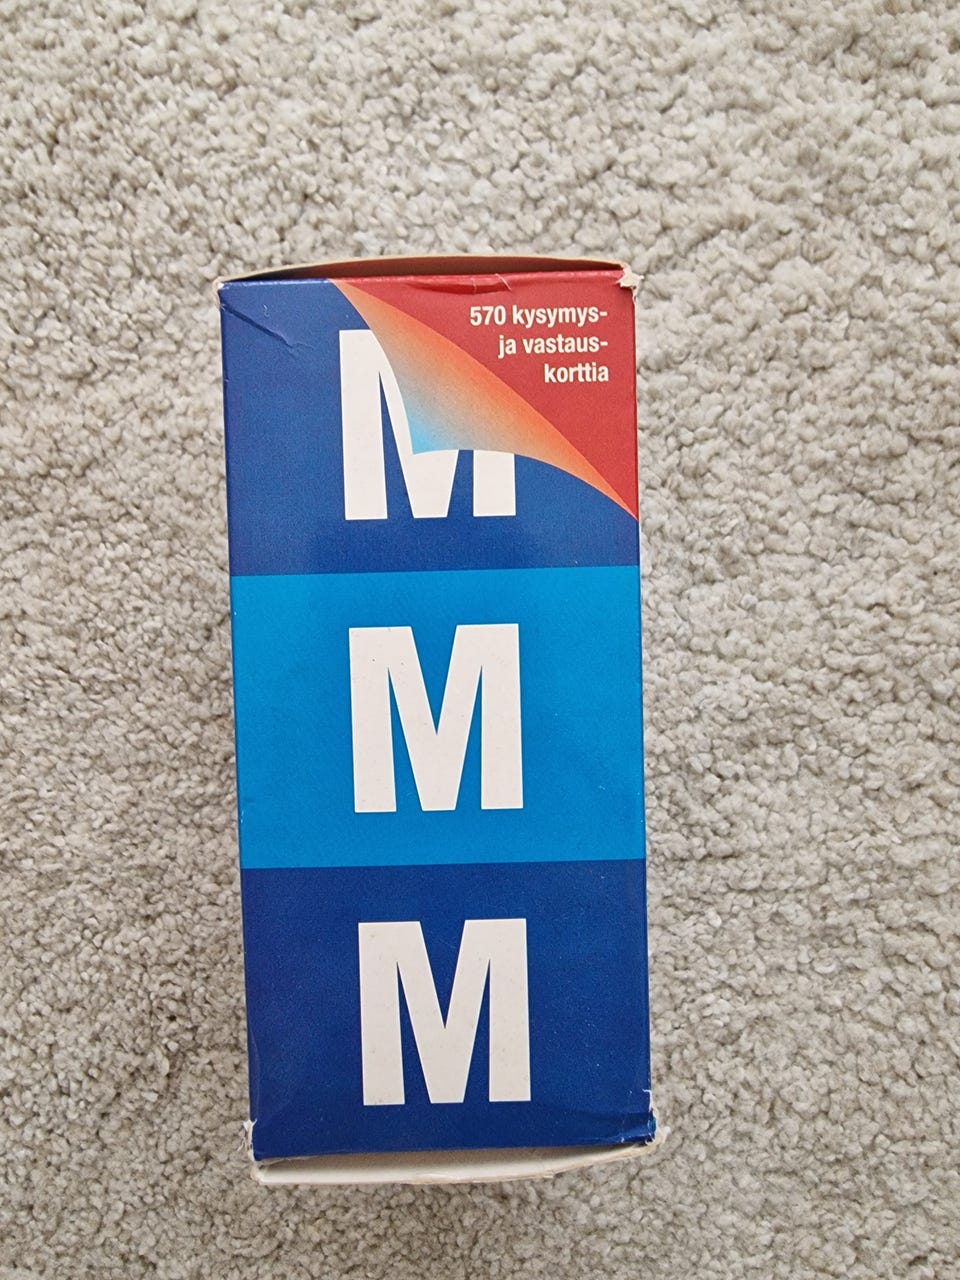 570 kysymys-
ja vastaus-
korttia
M
M
M